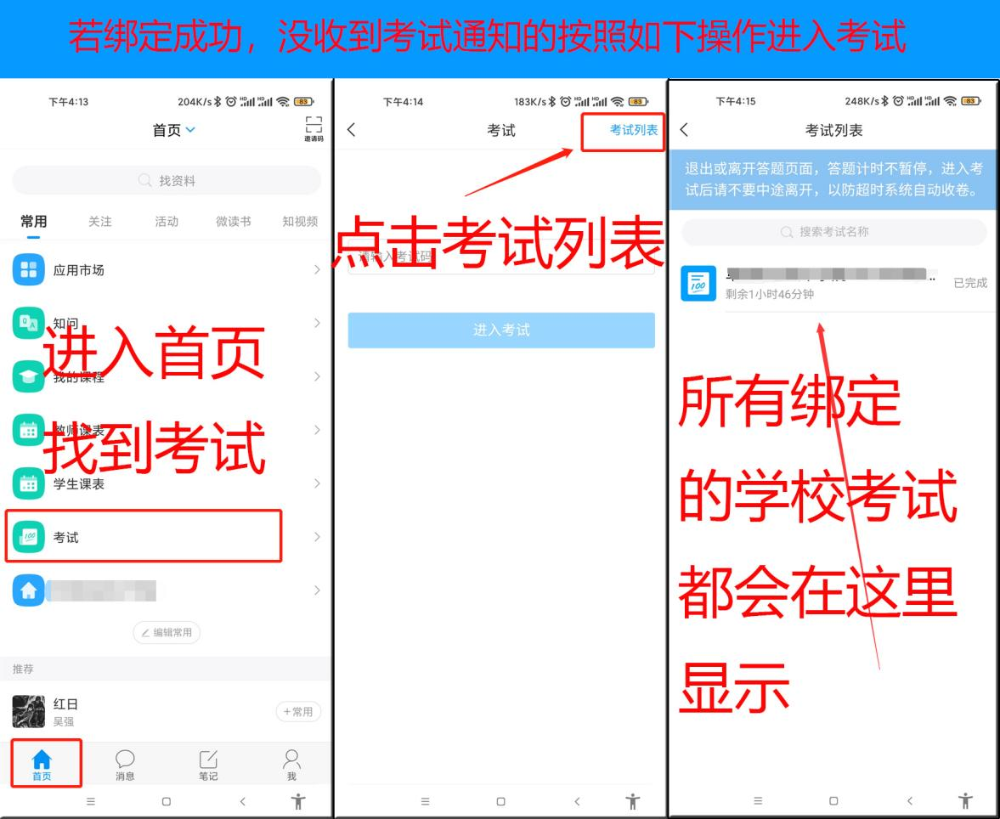 若绑定成功，没收到考试通知的按照如下操作进入考试
下午4:13
204K/s
83
首页
邀请码
找资料
常用
关注
活动
微读书
知视频
应用市场
知问
我的课程
教师课表
学生课表
考试
进入首页
找到考试
编辑常用
推荐
红日
吴强
+常用
首页
消息
笔记
我
下午4:14
183K/s
83
考试
考试列表
点击考试列表
请输入考试码
进入考试
下午4:15
248K/s
83
考试列表
退出或离开答题页面，答题计时不暂停，进入考
试后请不要中途离开，以防超时系统自动收卷。
搜索考试名称
已完成
剩余1小时46分钟
所有绑定
的学校考试
都会在这里
显示